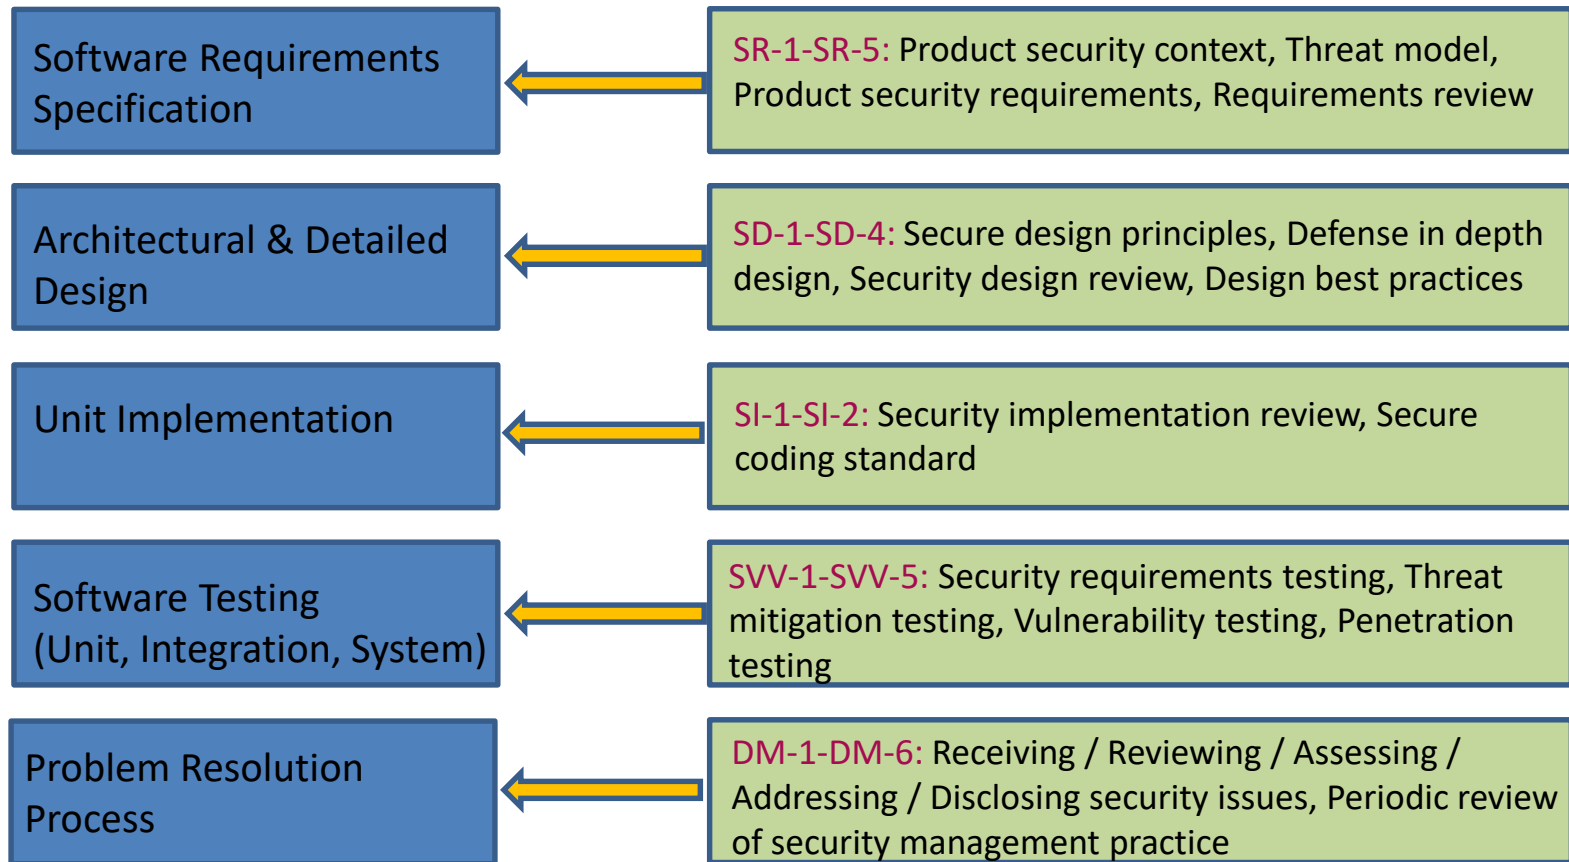 Software Requirements
Specification
SR-1-SR-5: Product security context, Threat model,
Product security requirements, Requirements review
Architectural & Detailed
Design
SD-1-SD-4: Secure design principles, Defense in depth
design, Security design review, Design best practices
Unit Implementation
SI-1-SI-2: Security implementation review, Secure
coding standard
Software Testing
(Unit, Integration, System)
SVV-1-SVV-5: Security requirements testing, Threat
mitigation testing, Vulnerability testing, Penetration
testing
Problem Resolution
Process
DM-1-DM-6: Receiving / Reviewing / Assessing /
Addressing / Disclosing security issues, Periodic review
of security management practice